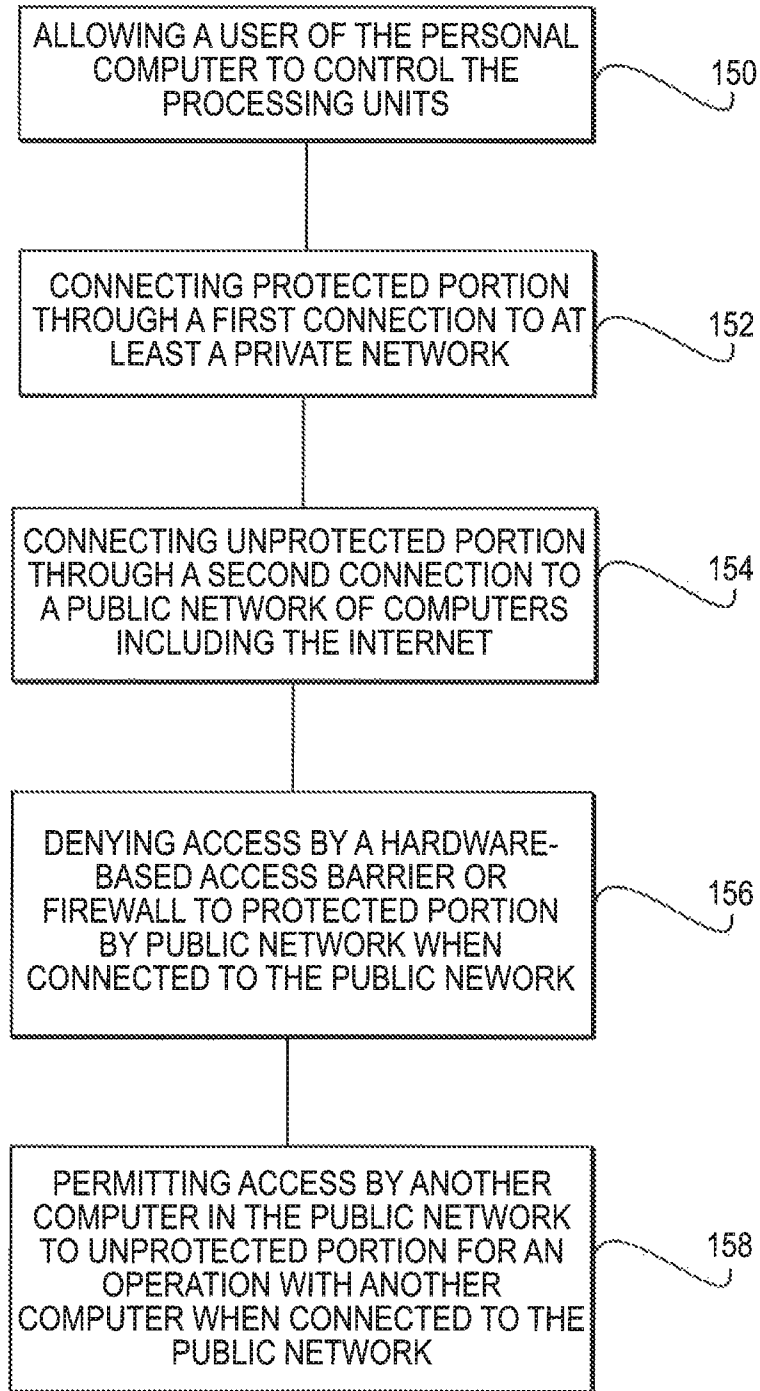 ALLOWING A USER OF THE PERSONAL
COMPUTER TO CONTROL THE
PROCESSING UNITS
150
CONNECTING PROTECTED PORTION
THROUGH A FIRST CONNECTION TO AT
LEAST A PRIVATE NETWORK
152
CONNECTING UNPROTECTED PORTION
THROUGH A SECOND CONNECTION TO
A PUBLIC NETWORK OF COMPUTERS
INCLUDING THE INTERNET
154
DENYING ACCESS BY A HARDWARE-
BASED ACCESS BARRIER OR
FIREWALL TO PROTECTED PORTION
BY PUBLIC NETWORK WHEN
CONNECTED TO THE PUBLIC NEWORK
156
PERMITTING ACCESS BY ANOTHER
COMPUTER IN THE PUBLIC NETWORK
TO UNPROTECTED PORTION FOR AN
OPERATION WITH ANOTHER
COMPUTER WHEN CONNECTED TO THE
PUBLIC NETWORK
158